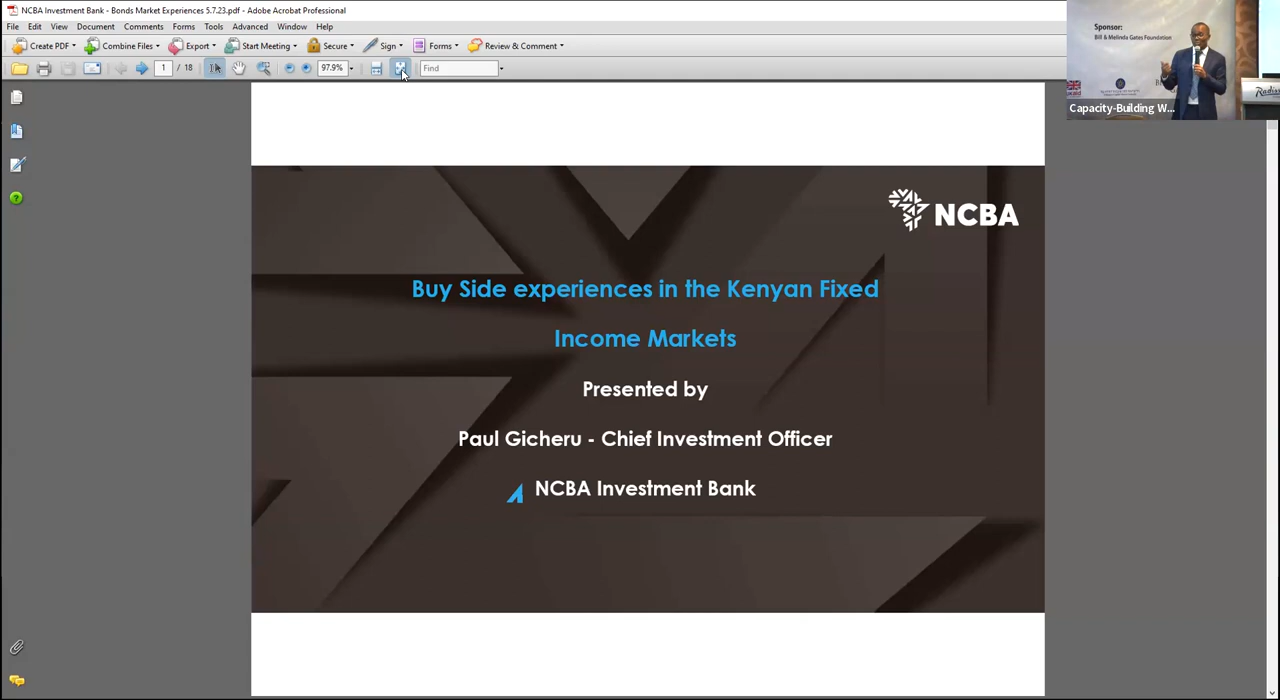 NCBA Investment Bank - Bonds Market Experiences 5.7.23.pdf - Adobe Acrobat Professional
File Edit View Document Comments Forms Tools Advanced Window Help
Create PDF Combine Files Export Start Meeting Secure Sign Forms Review & Comment
1 / 18 97.9% Find
Sponsor:
Bill & Melinda Gates Foundation
Capacity-Building W...
NCBA
Buy Side experiences in the Kenyan Fixed
Income Markets
Presented by
Paul Gicheru - Chief Investment Officer
NCBA Investment Bank